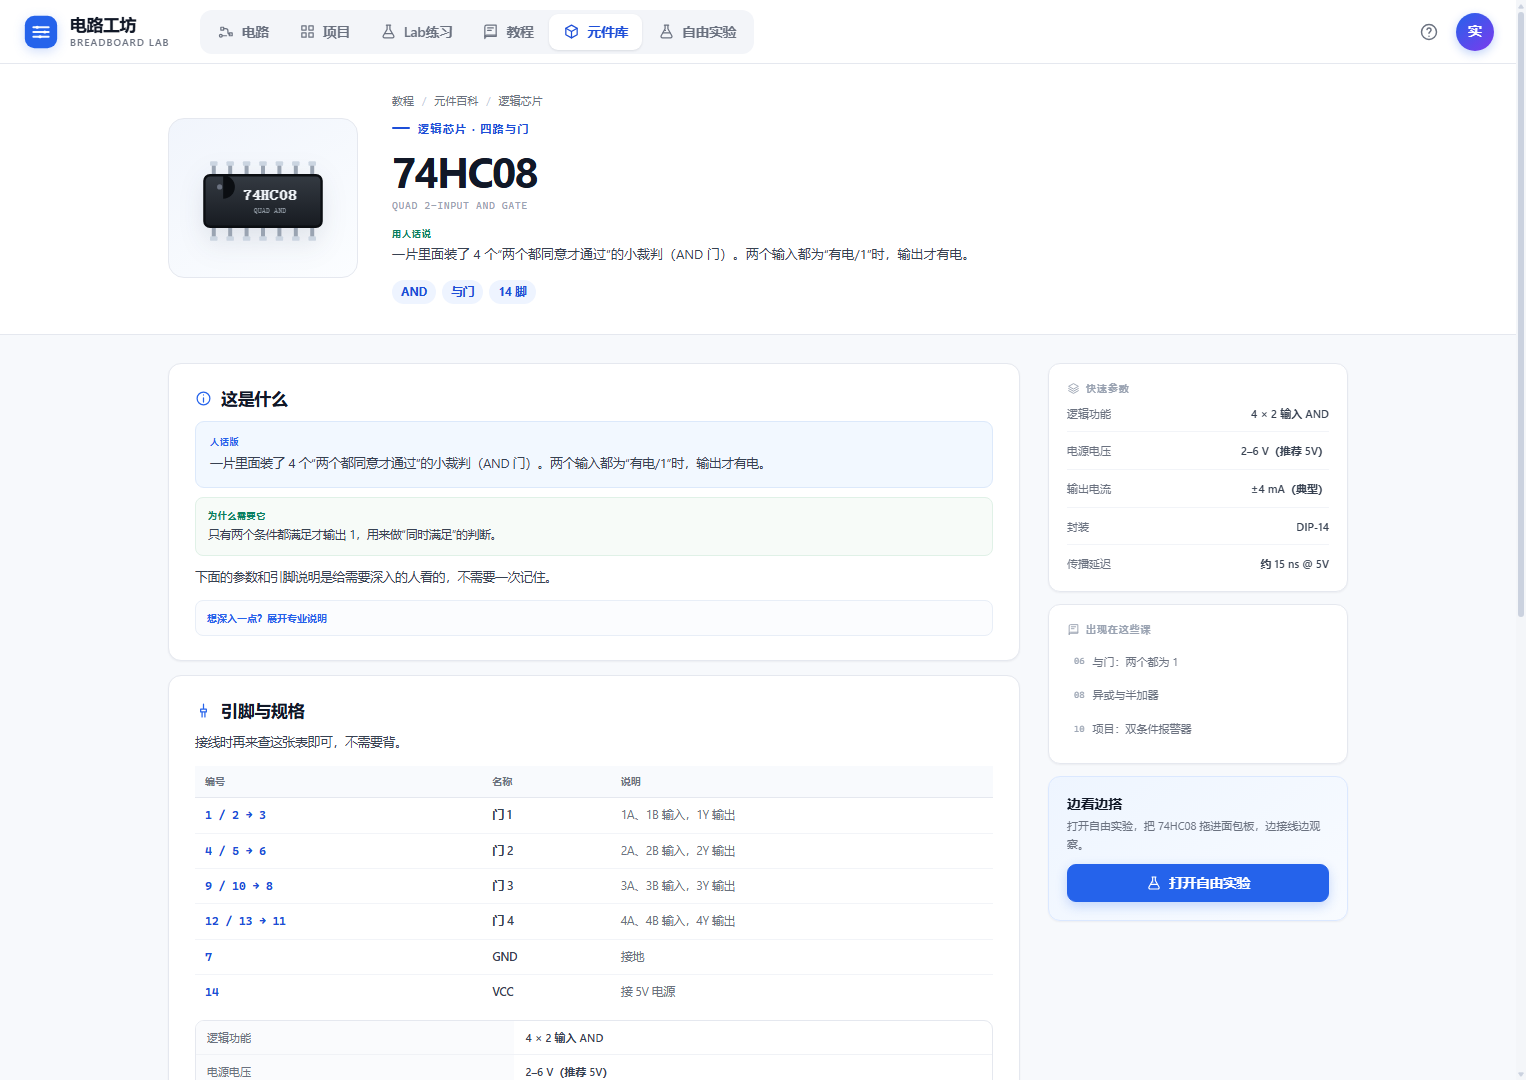 电路工坊
BREADBOARD LAB
电路
项目
Lab练习
教程
元件库
自由实验
实
教程 / 元件百科 / 逻辑芯片
逻辑芯片 · 四路与门
74HC08
QUAD 2-INPUT AND GATE
74HC08
QUAD AND
用人话说
一片里面装了 4 个“两个都同意才通过”的小裁判（AND 门）。两个输入都为“有电/1”时，输出才有电。
AND
与门
14 脚
这是什么
人话版
一片里面装了 4 个“两个都同意才通过”的小裁判（AND 门）。两个输入都为“有电/1”时，输出才有电。
为什么需要它
只有两个条件都满足才输出 1，用来做“同时满足”的判断。
下面的参数和引脚说明是给需要深入的人看的，不需要一次记住。
想深入一点？展开专业说明
引脚与规格
接线时再来查这张表即可，不需要背。
编号 名称 说明
1 / 2 → 3 门 1 1A、1B 输入，1Y 输出
4 / 5 → 6 门 2 2A、2B 输入，2Y 输出
9 / 10 → 8 门 3 3A、3B 输入，3Y 输出
12 / 13 → 11 门 4 4A、4B 输入，4Y 输出
7 GND 接地
14 VCC 接 5V 电源
逻辑功能 4 × 2 输入 AND
电源电压 2–6 V（推荐 5V）
快速参数
逻辑功能 4 × 2 输入 AND
电源电压 2–6 V（推荐 5V）
输出电流 ±4 mA（典型）
封装 DIP-14
传播延迟 约 15 ns @ 5V
出现在这些课
06 与门：两个都为 1
08 异或与半加器
10 项目：双条件报警器
边看边搭
打开自由实验，把 74HC08 拖进面包板，边接线边观
察。
打开自由实验